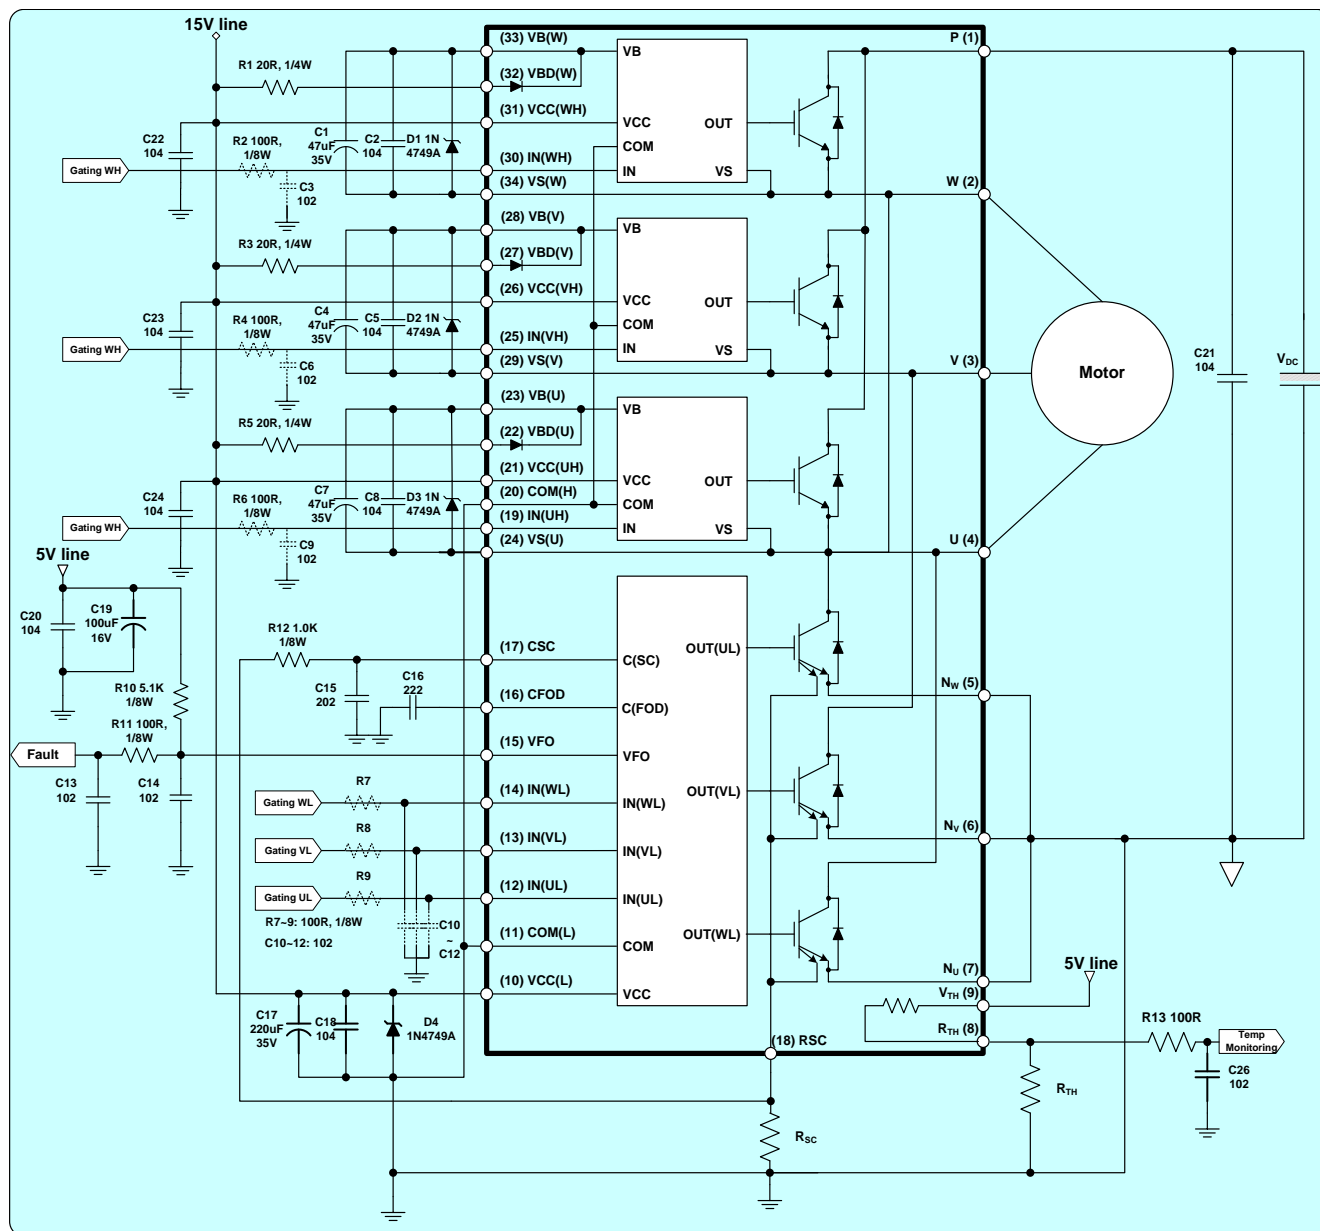 15V line
R1 20R, 1/4W
C22
104
R2 100R,
1/8W
Gating WH
C3
102
C1
47uF
35V
C2
104
D1 1N
4749A
(33) VB(W)
(32) VBD(W)
(31) VCC(WH)
(30) IN(WH)
(34) VS(W)
VB
VCC
COM
IN
OUT
VS
P (1)
W (2)
R3 20R, 1/4W
C23
104
R4 100R,
1/8W
Gating WH
C6
102
C4
47uF
35V
C5
104
D2 1N
4749A
(28) VB(V)
(27) VBD(V)
(26) VCC(VH)
(25) IN(VH)
(29) VS(V)
VB
VCC
COM
IN
OUT
VS
V (3)
Motor
C21
104
VDC
R5 20R, 1/4W
C24
104
R6 100R,
1/8W
Gating WH
C9
102
C7
47uF
35V
C8
104
D3 1N
4749A
(23) VB(U)
(22) VBD(U)
(21) VCC(UH)
(20) COM(H)
(19) IN(UH)
(24) VS(U)
VB
VCC
COM
IN
OUT
VS
U (4)
5V line
C20
104
C19
100uF
16V
R10 5.1K
1/8W
R11 100R,
1/8W
Fault
C13
102
C14
102
R12 1.0K
1/8W
C15
202
C16
222
(17) CSC
(16) CFOD
(15) VFO
(14) IN(WL)
(13) IN(VL)
(12) IN(UL)
(11) COM(L)
(10) VCC(L)
C(SC)
C(FOD)
VFO
IN(WL)
IN(VL)
IN(UL)
COM
VCC
OUT(UL)
OUT(VL)
OUT(WL)
NW (5)
NV (6)
NU (7)
VTH (9)
RTH (8)
Gating WL
R7
Gating VL
R8
Gating UL
R9
R7~9: 100R, 1/8W
C10~12: 102
C10
~
C12
C17
220uF
35V
C18
104
D4
1N4749A
(18) RSC
RSC
RTH
5V line
R13 100R
Temp
Monitoring
C26
102